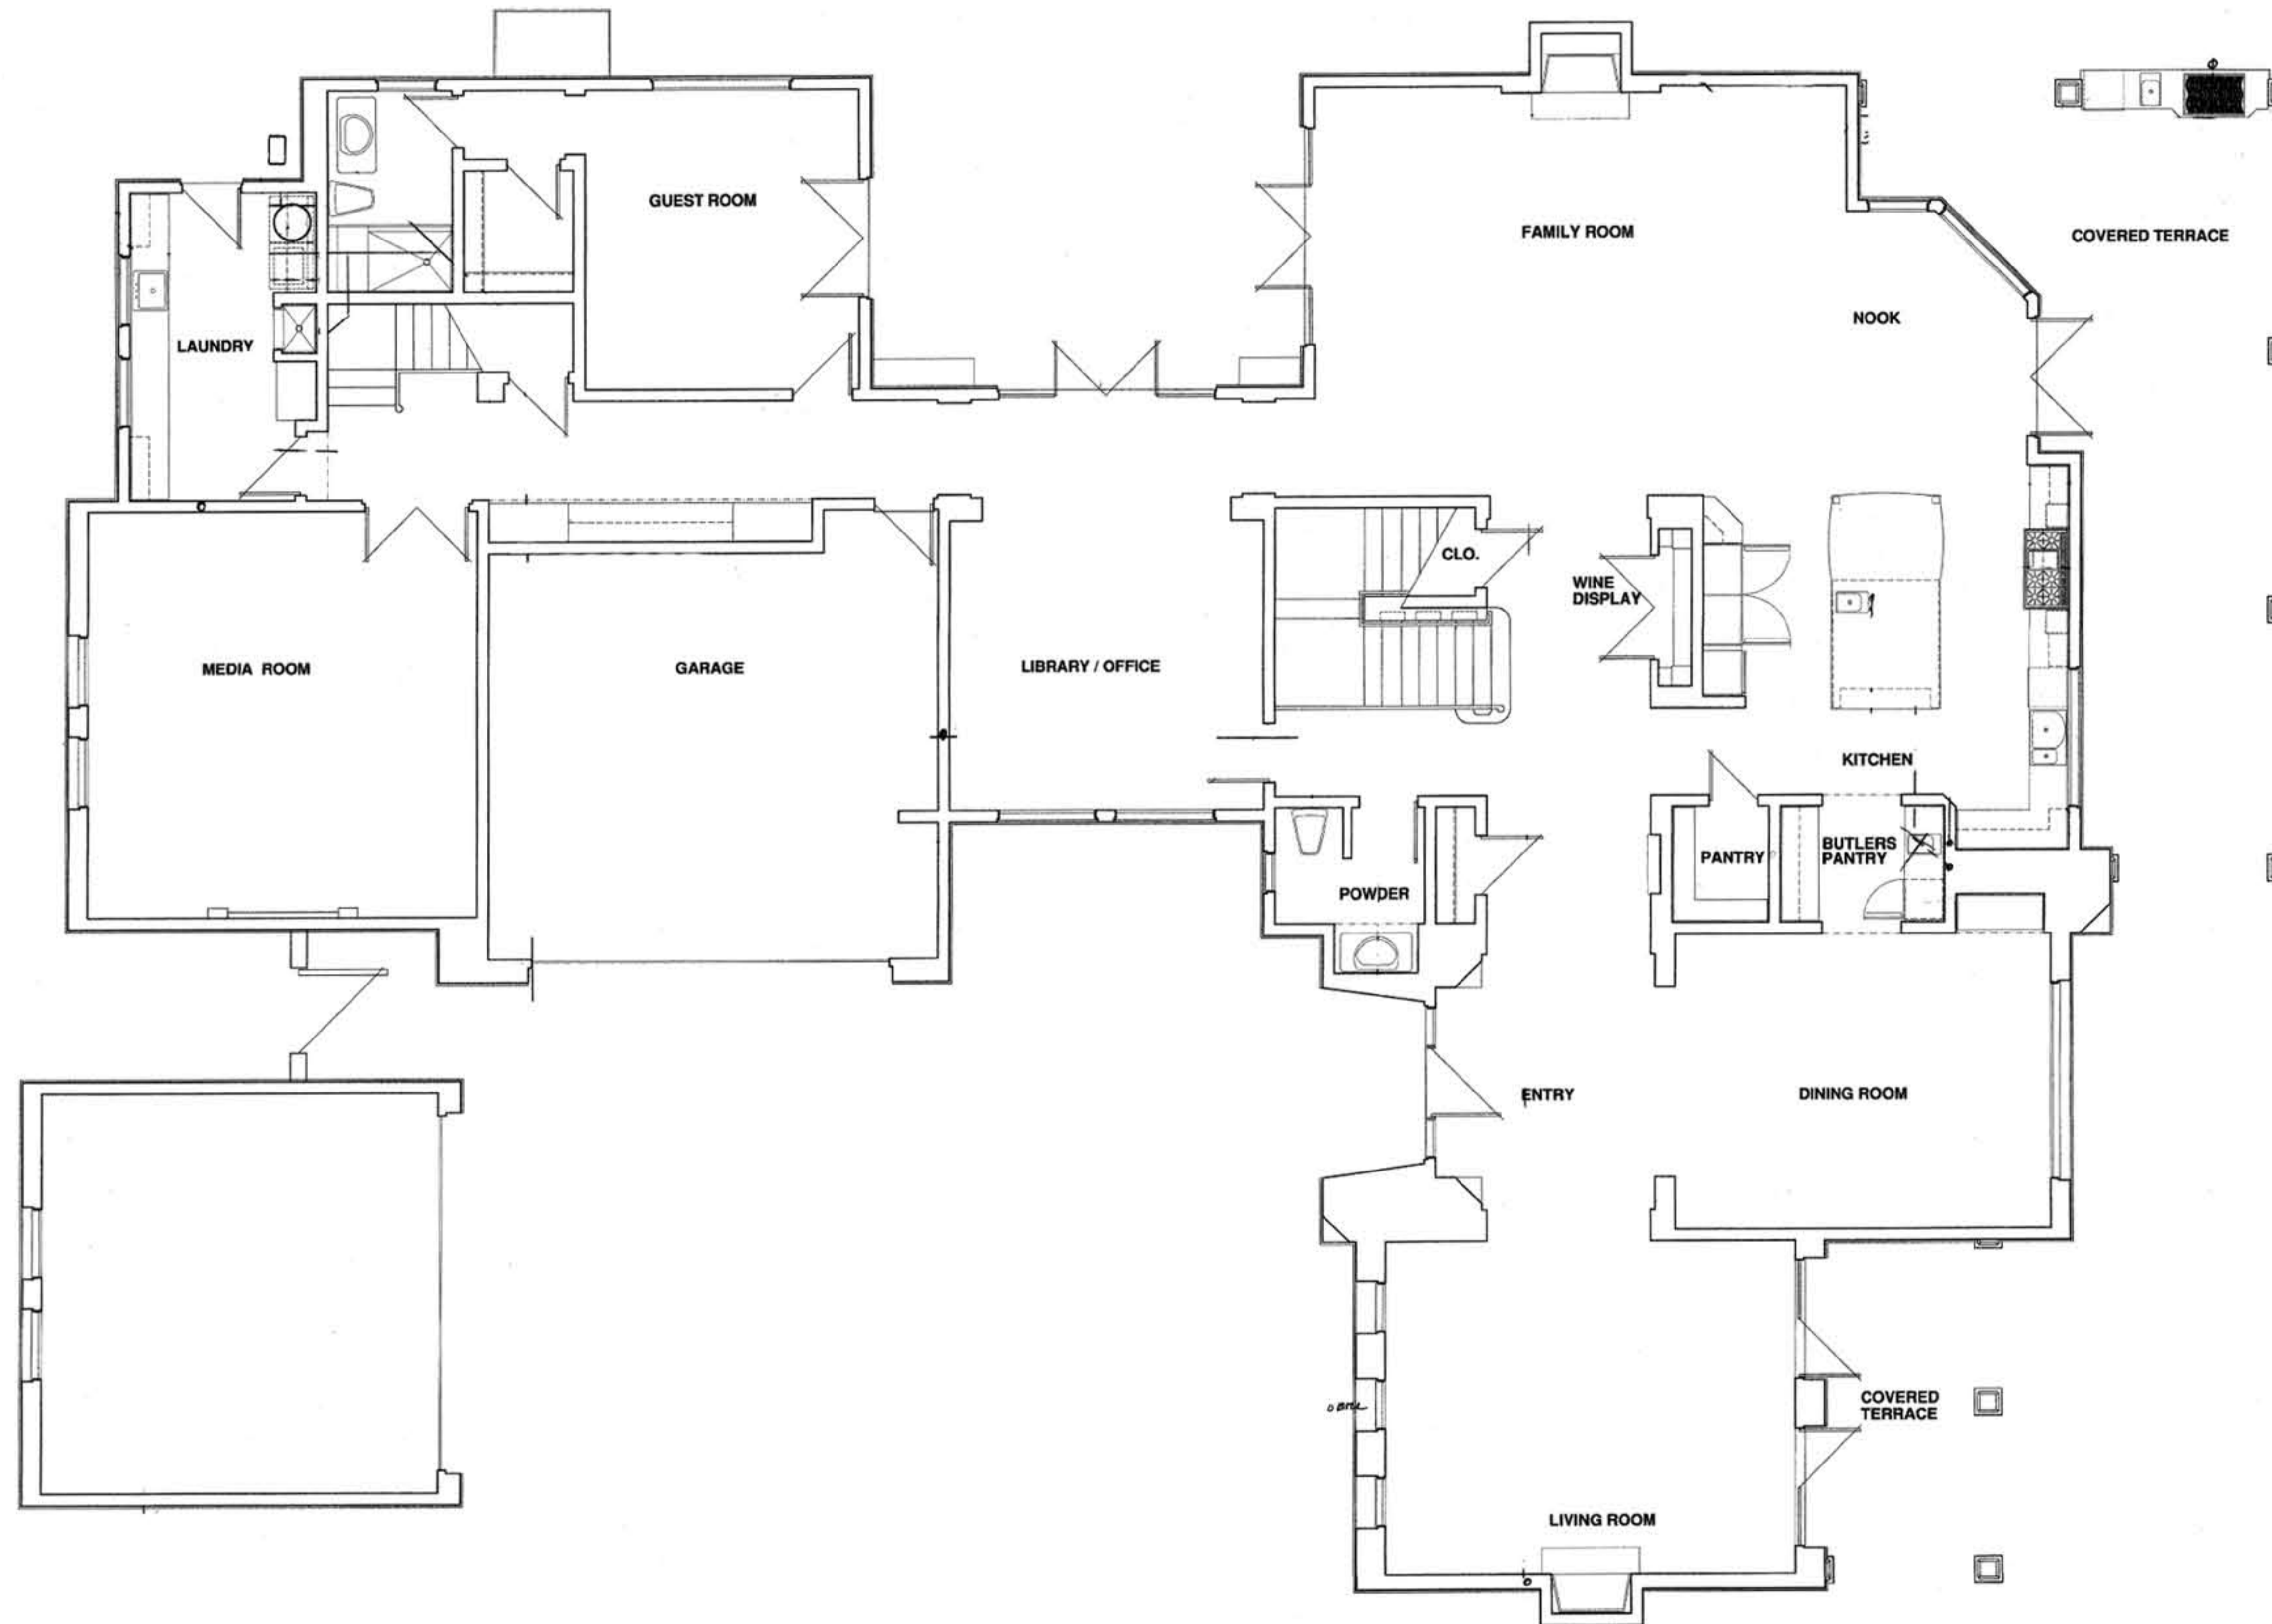 GUEST ROOM
FAMILY ROOM
COVERED TERRACE
NOOK
LAUNDRY
CLO.
WINE
DISPLAY
MEDIA ROOM
GARAGE
LIBRARY / OFFICE
KITCHEN
PANTRY
BUTLERS
PANTRY
POWDER
ENTRY
DINING ROOM
COVERED
TERRACE
LIVING ROOM